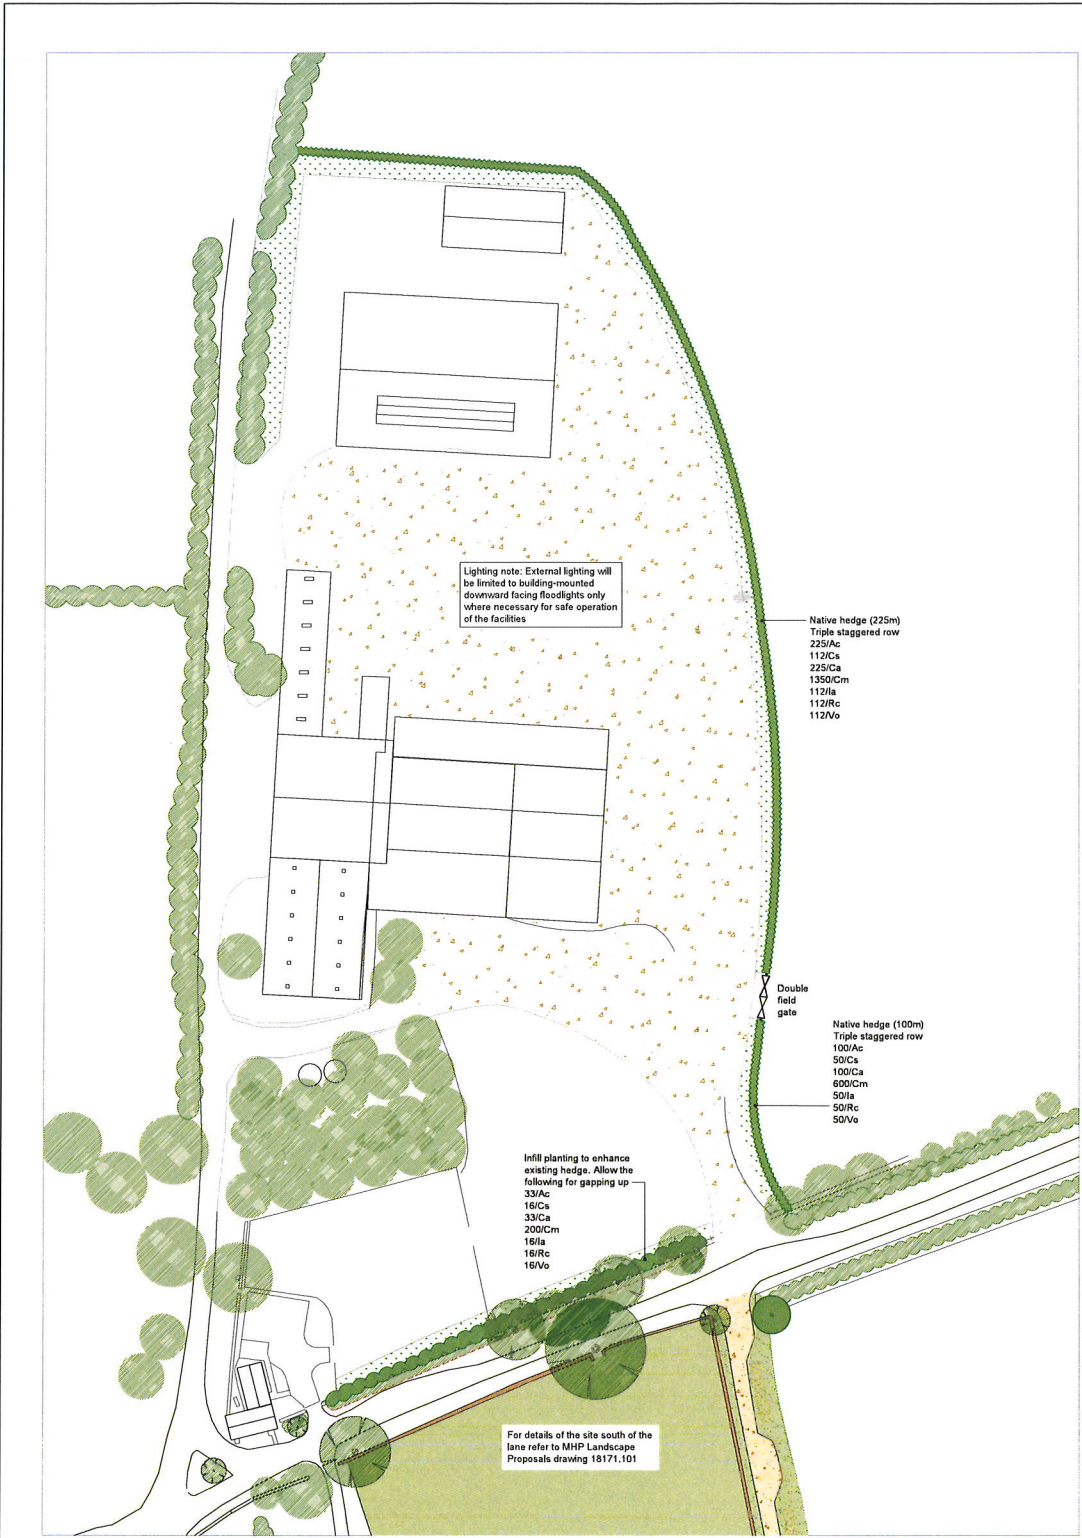 Lighting note: External lighting will
be limited to building-mounted
downward facing floodlights only
where necessary for safe operation
of the facilities
Native hedge (225m)
Triple staggered row
225/Ac
112/Cs
225/Ca
1350/Cm
112/Ia
112/Rc
112/Vo
Double
field
gate
Native hedge (100m)
Triple staggered row
100/Ac
50/Cs
100/Ca
600/Cm
50/Ia
50/Rc
50/Vo
Infill planting to enhance
existing hedge. Allow the
following for gapping up
33/Ac
16/Cs
33/Ca
200/Cm
16/Ia
16/Rc
16/Vo
For details of the site south of the
lane refer to MHP Landscape
Proposals drawing 18171.101